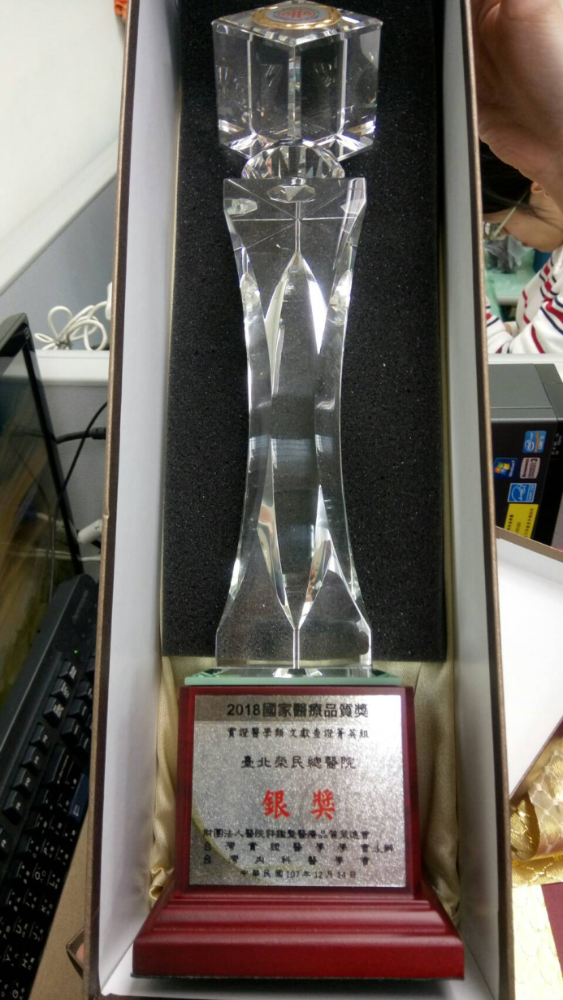 2018國家醫療品質獎
實證醫學類 文獻查證菁英組
臺北榮民總醫院
銀獎
財團法人醫院評鑑暨醫療品質策進會
台灣實證醫學學會主辦
台灣內科醫學會
中華民國107年12月14日